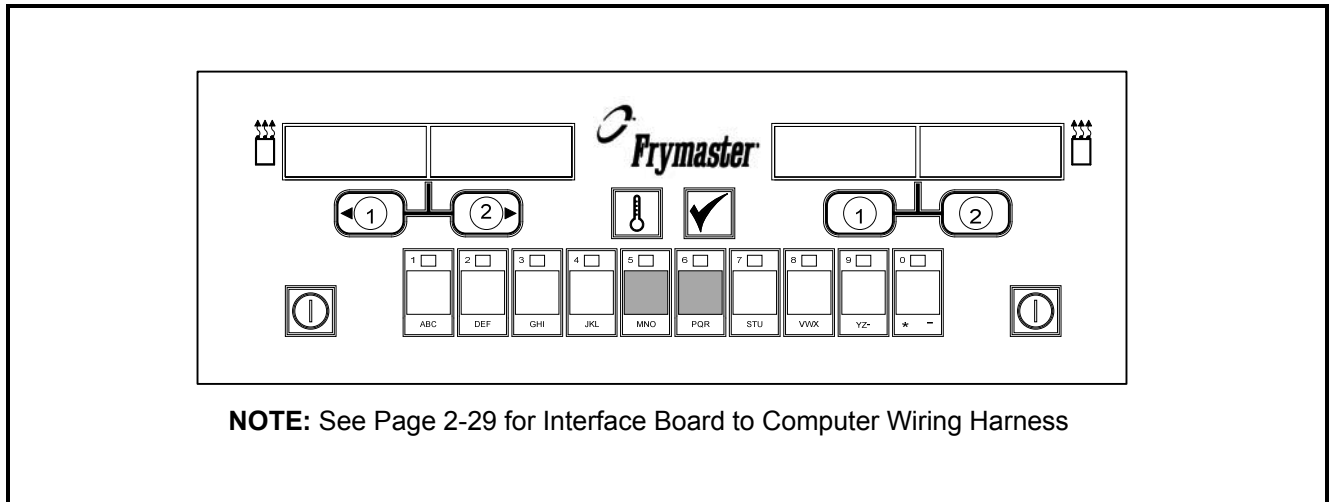 Frymaster
1 2 1 2
1 2 3 4 5 6 7 8 9 0
ABC DEF GHI JKL MNO PQR STU VWX YZ- * -
NOTE: See Page 2-29 for Interface Board to Computer Wiring Harness